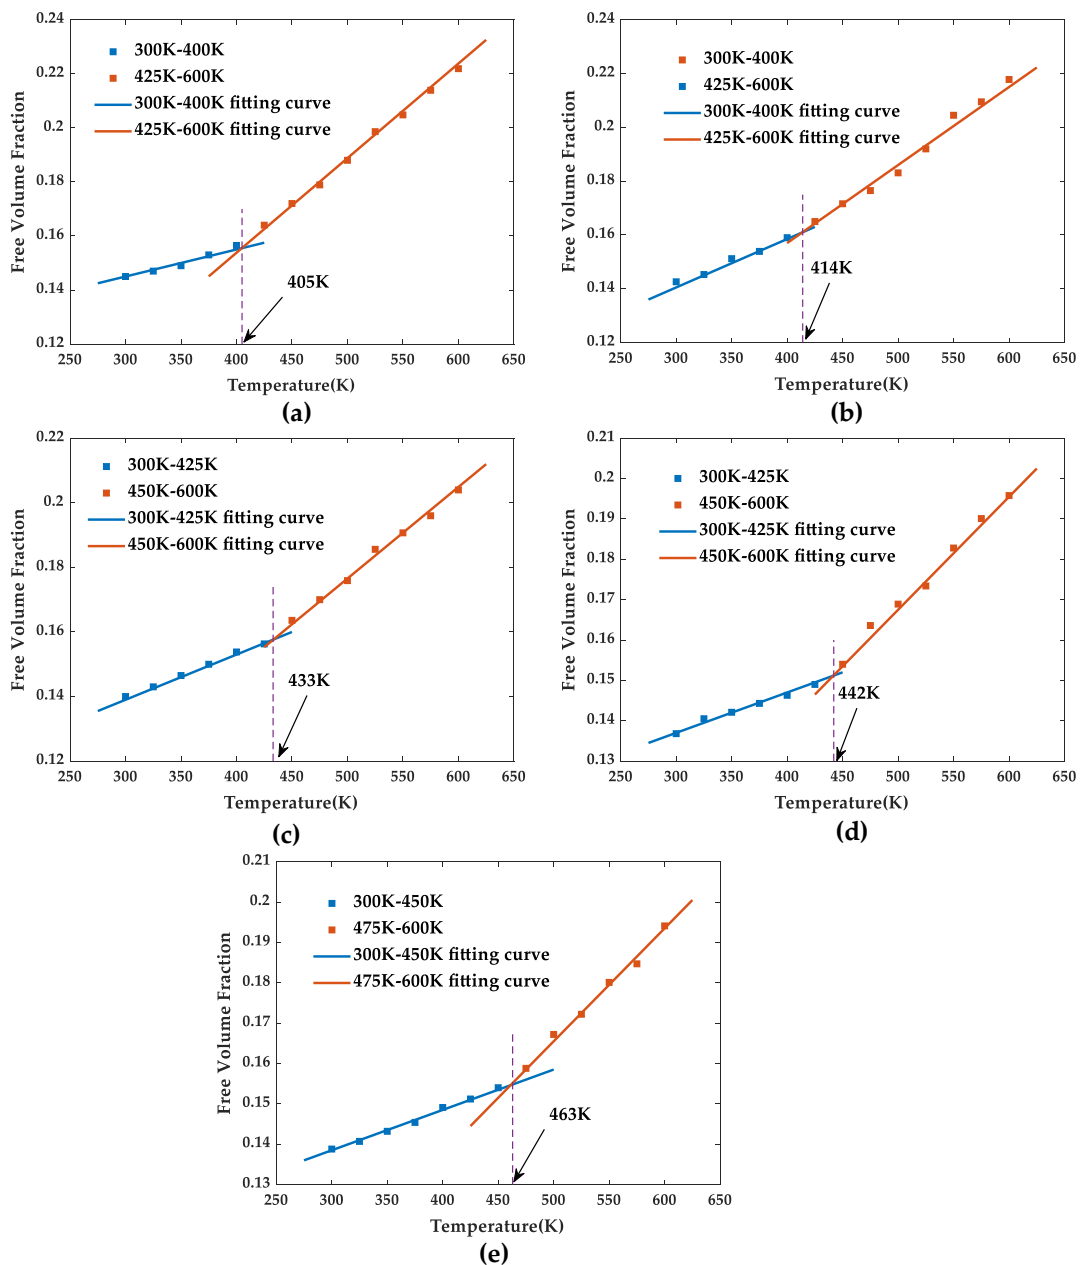 0.24
0.22
0.2
0.18
0.16
0.14
0.12
Free Volume Fraction
300K-400K
425K-600K
300K-400K fitting curve
425K-600K fitting curve
405K
250 300 350 400 450 500 550 600 650
Temperature(K)
(a)
0.24
0.22
0.2
0.18
0.16
0.14
0.12
Free Volume Fraction
300K-400K
425K-600K
300K-400K fitting curve
425K-600K fitting curve
414K
250 300 350 400 450 500 550 600 650
Temperature(K)
(b)
0.22
0.2
0.18
0.16
0.14
0.12
Free Volume Fraction
300K-425K
450K-600K
300K-425K fitting curve
450K-600K fitting curve
433K
250 300 350 400 450 500 550 600 650
Temperature(K)
(c)
0.21
0.2
0.19
0.18
0.17
0.16
0.15
0.14
0.13
Free Volume Fraction
300K-425K
450K-600K
300K-425K fitting curve
450K-600K fitting curve
442K
250 300 350 400 450 500 550 600 650
Temperature(K)
(d)
0.21
0.2
0.19
0.18
0.17
0.16
0.15
0.14
0.13
Free Volume Fraction
300K-450K
475K-600K
300K-450K fitting curve
475K-600K fitting curve
463K
250 300 350 400 450 500 550 600 650
Temperature(K)
(e)